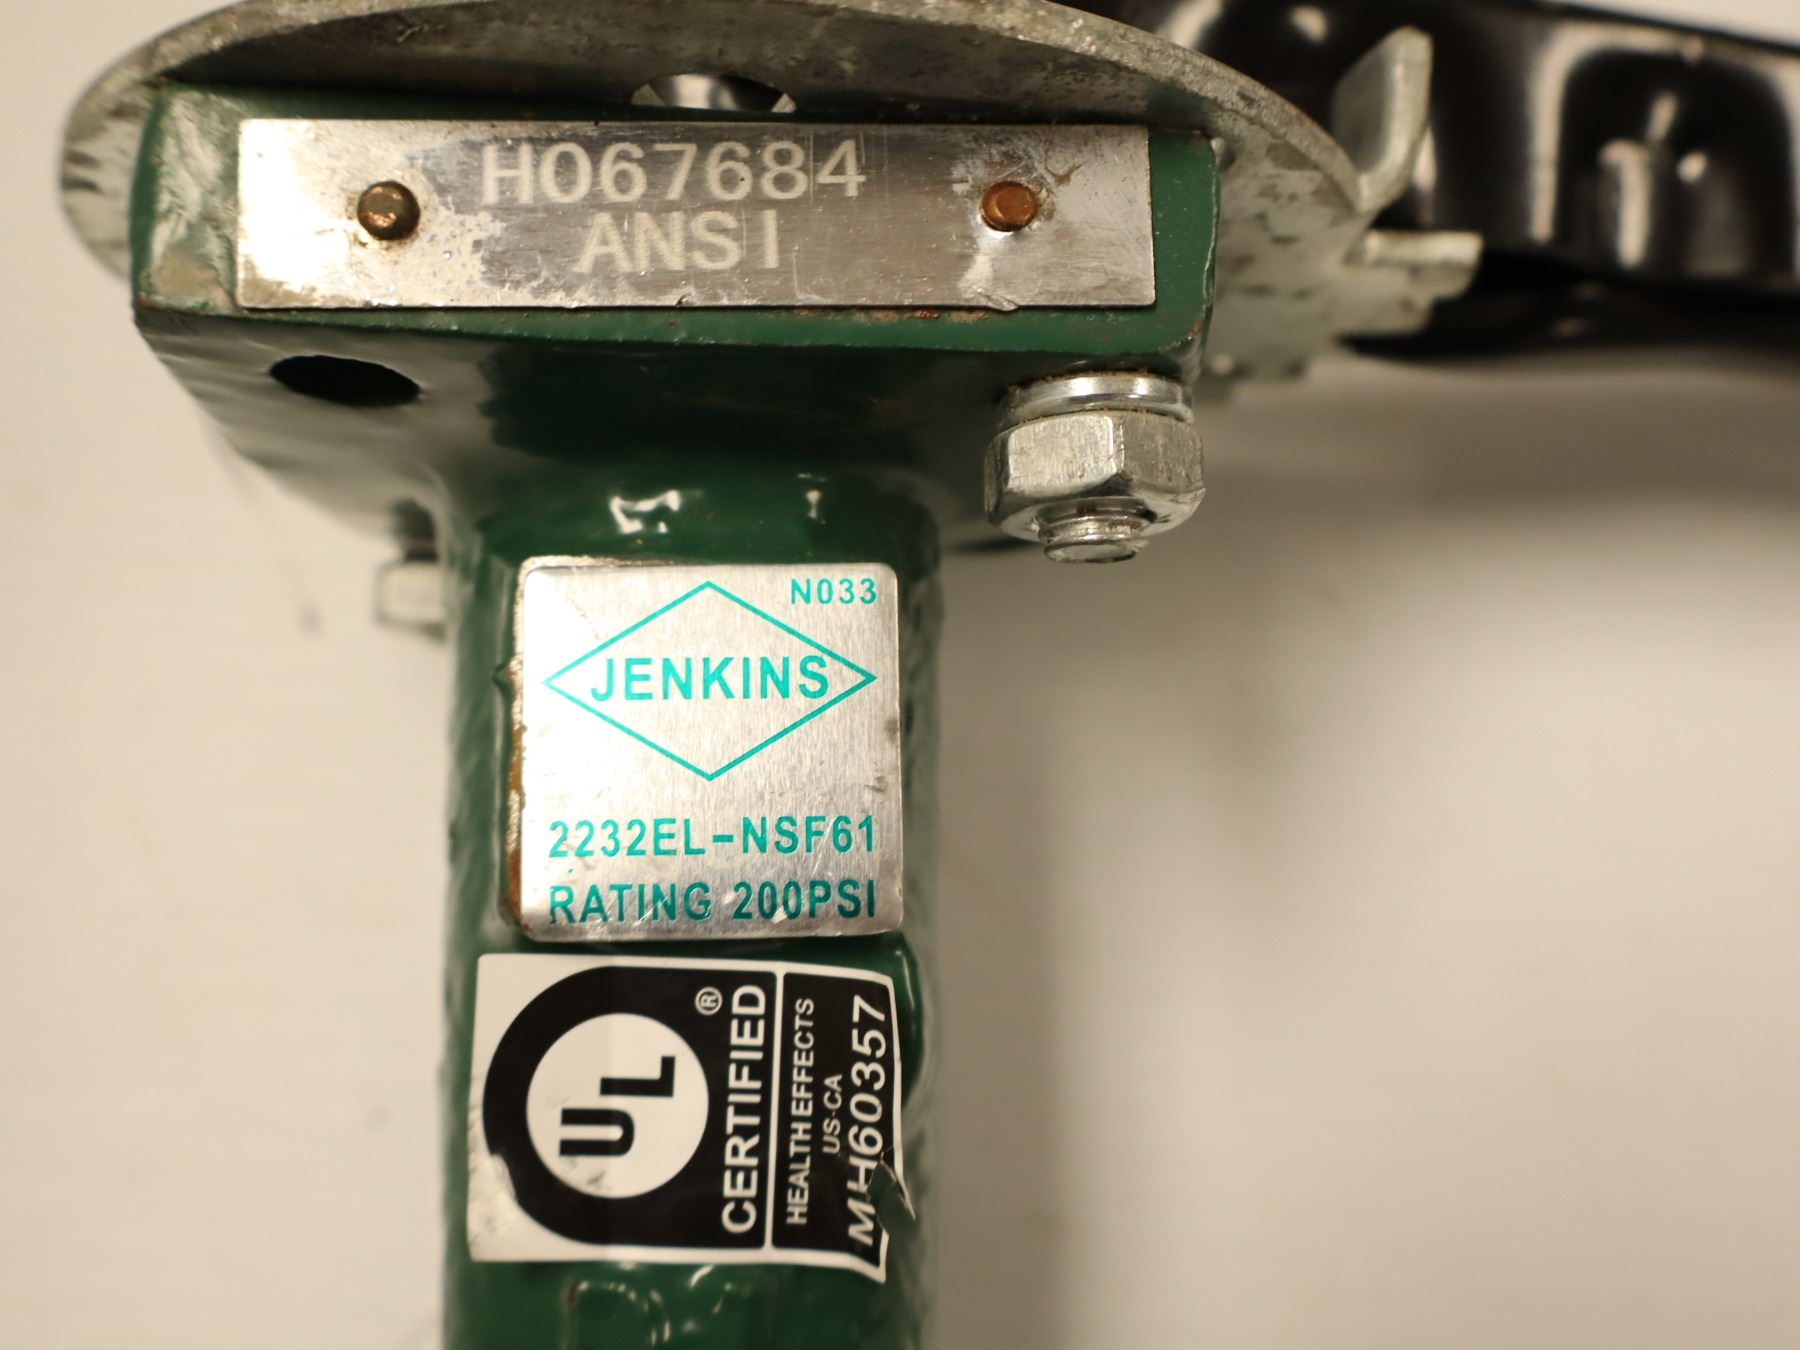 H067684
ANSI
N033
JENKINS
2232EL-NSF61
RATING 200PSI
UL
CERTIFIED
®
HEALTH EFFECTS
US-CA
MH60357